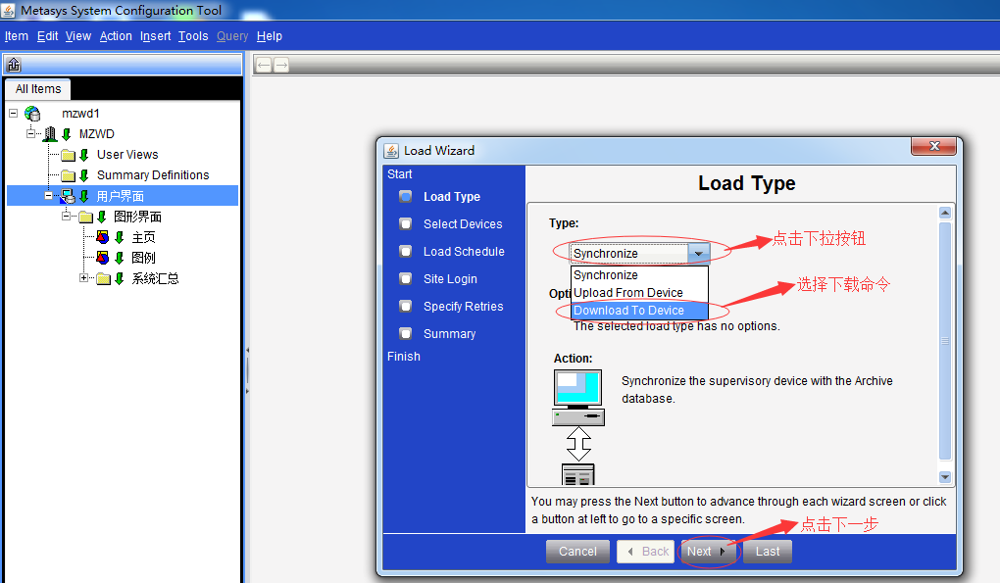 Metasys System Configuration Tool
Item Edit View Action Insert Tools Query Help
All Items
mzwd1
MZWD
User Views
Summary Definitions
用户界面
图形界面
主页
图例
系统汇总
Load Wizard
Start
Load Type
Select Devices
Load Schedule
Site Login
Specify Retries
Summary
Finish
Load Type
Type:
Synchronize
点击下拉按钮
Synchronize
Upload From Device
Download To Device
选择下载命令
Opti
The selected load type has no options.
Action:
Synchronize the supervisory device with the Archive
database.
You may press the Next button to advance through each wizard screen or click
a button at left to go to a specific screen.
点击下一步
Cancel Back Next Last